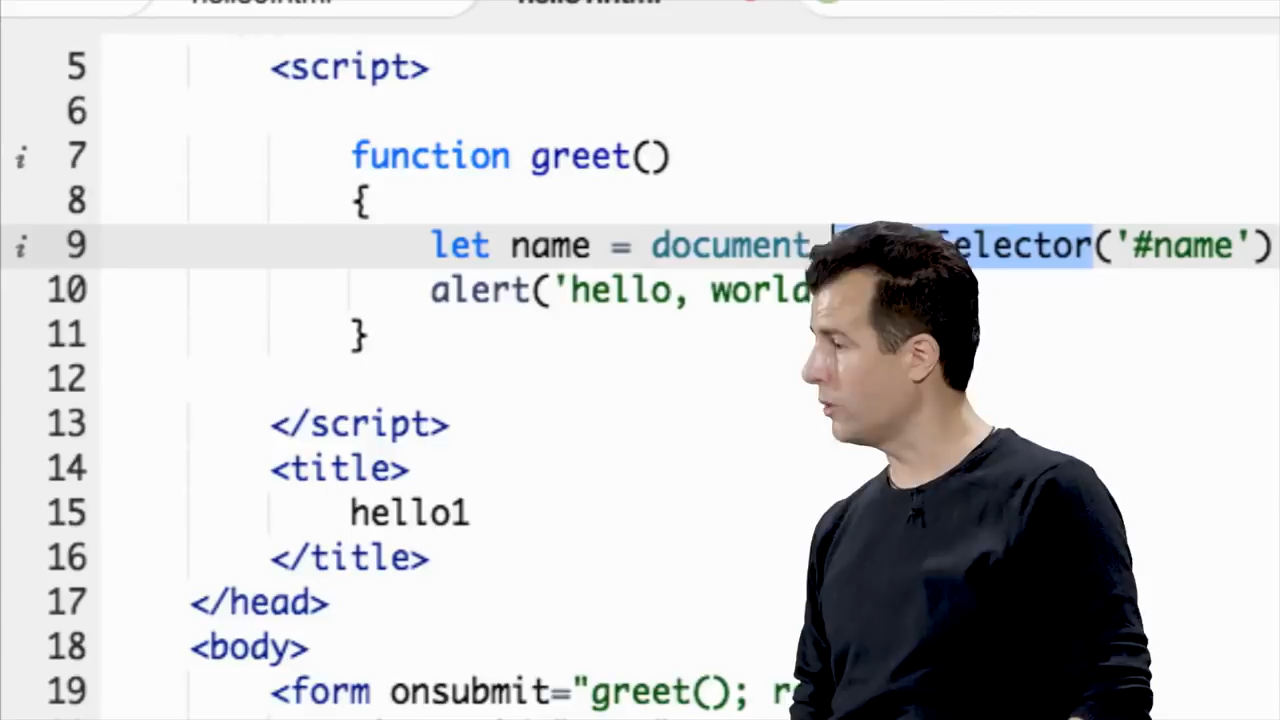 5 <script>
6
i 7 function greet()
8 {
i 9 let name = document Selector('#name')
10 alert('hello, world
11 }
12
13 </script>
14 <title>
15 hello1
16 </title>
17 </head>
18 <body>
19 <form onsubmit="greet();